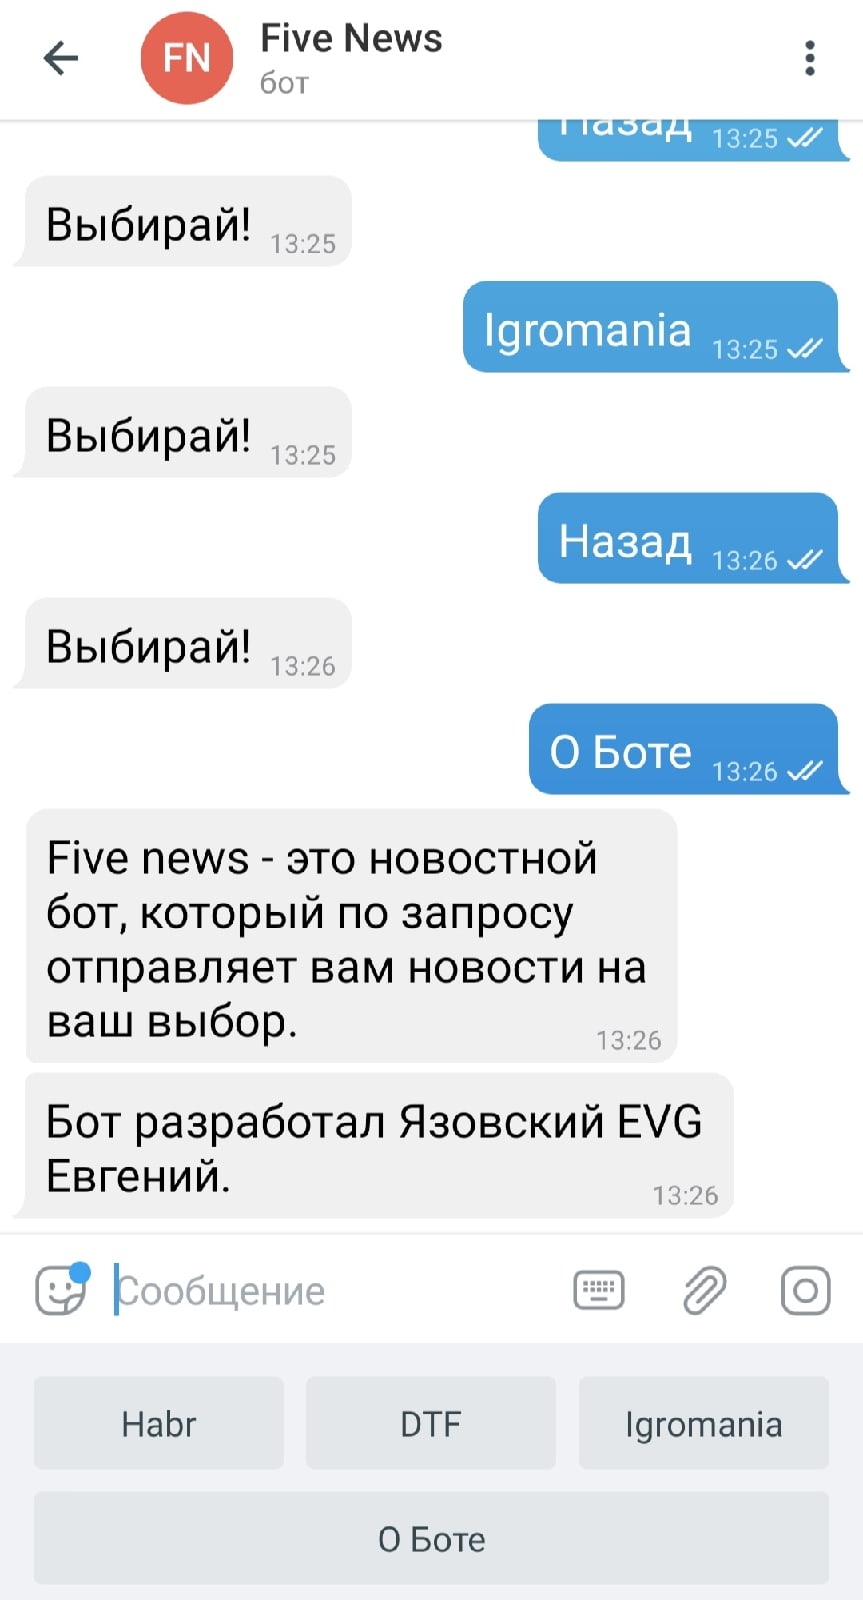 FN
Five News
бот
Назад 13:25
Выбирай! 13:25
Igromania 13:25
Выбирай! 13:25
Назад 13:26
Выбирай! 13:26
О Боте 13:26
Five news - это новостной
бот, который по запросу
отправляет вам новости на
ваш выбор. 13:26
Бот разработал Язовский EVG
Евгений. 13:26
Сообщение
Habr DTF Igromania
О Боте